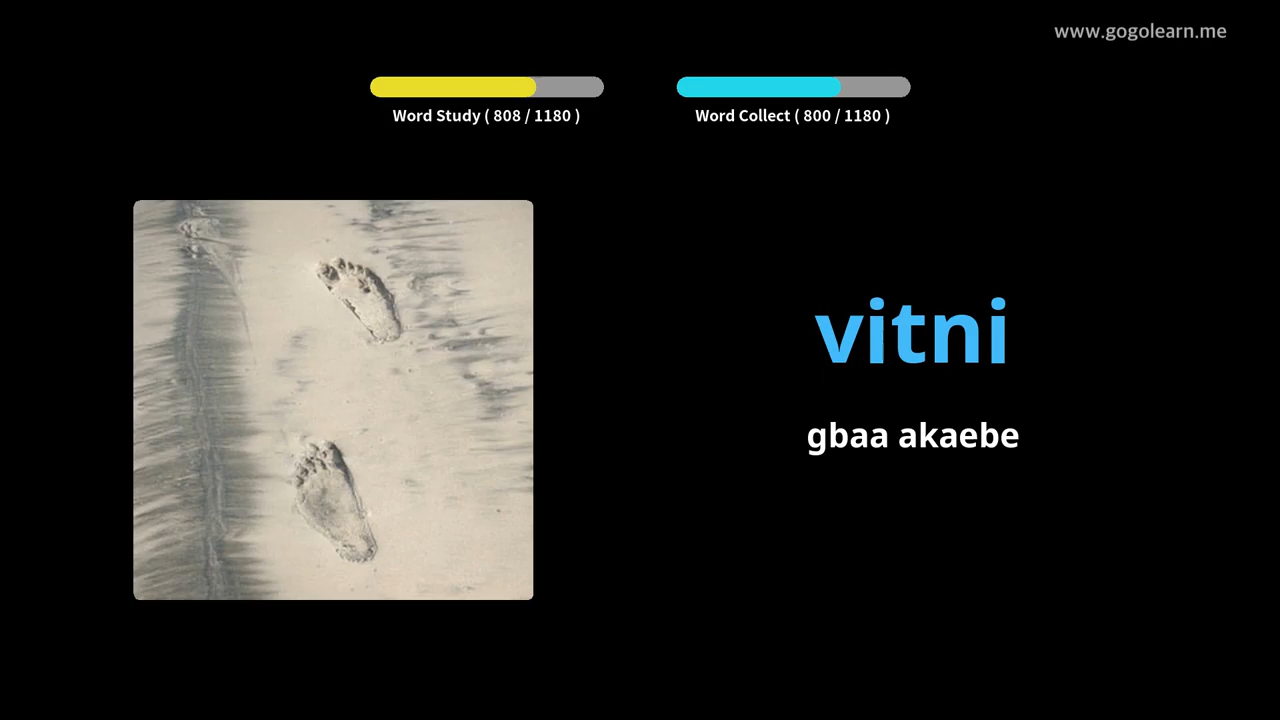 www.gogolearn.me
Word Study ( 808 / 1180 )
Word Collect ( 800 / 1180 )
vitni
gbaa akaebe